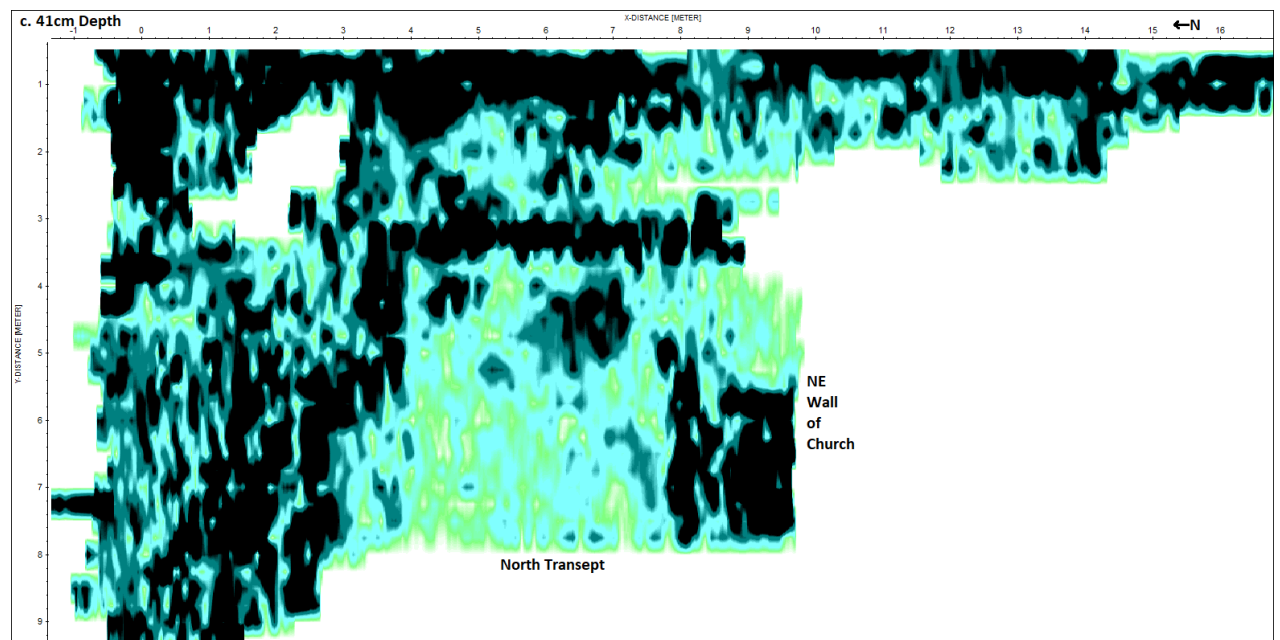 c. 41cm Depth
X-DISTANCE [METER]
←N
-1 0 1 2 3 4 5 6 7 8 9 10 11 12 13 14 15 16
Y-DISTANCE [METER]
1
2
3
4
5
6
7
8
9
NE
Wall
of
Church
North Transept